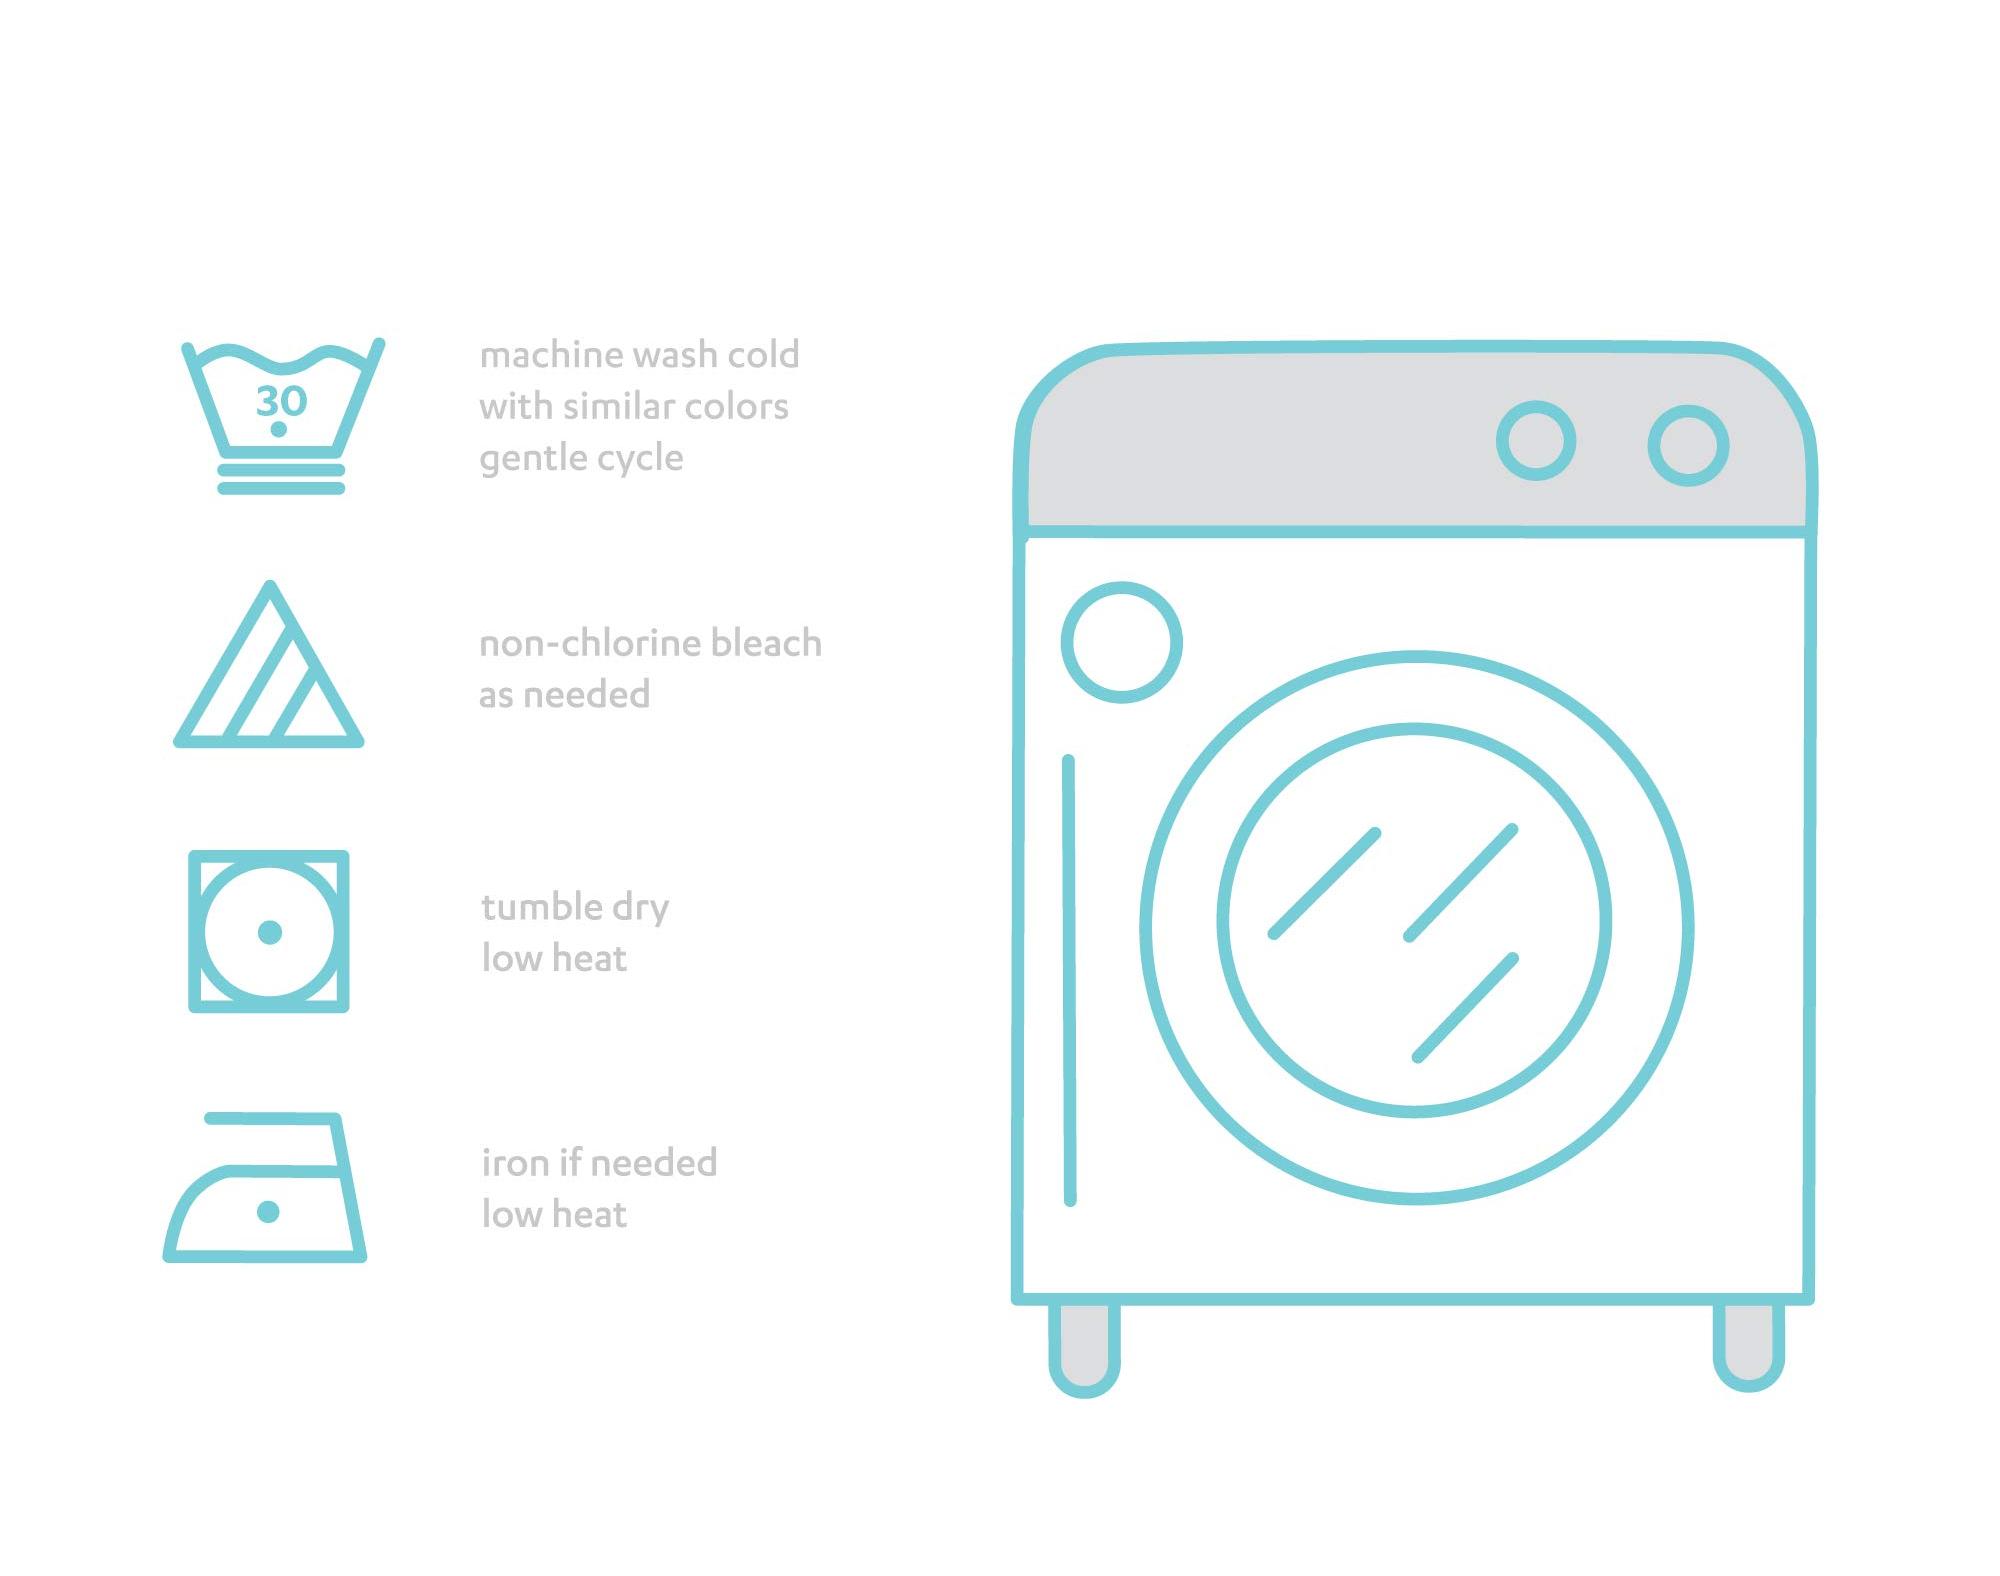 30
machine wash cold
with similar colors
gentle cycle
non-chlorine bleach
as needed
tumble dry
low heat
iron if needed
low heat